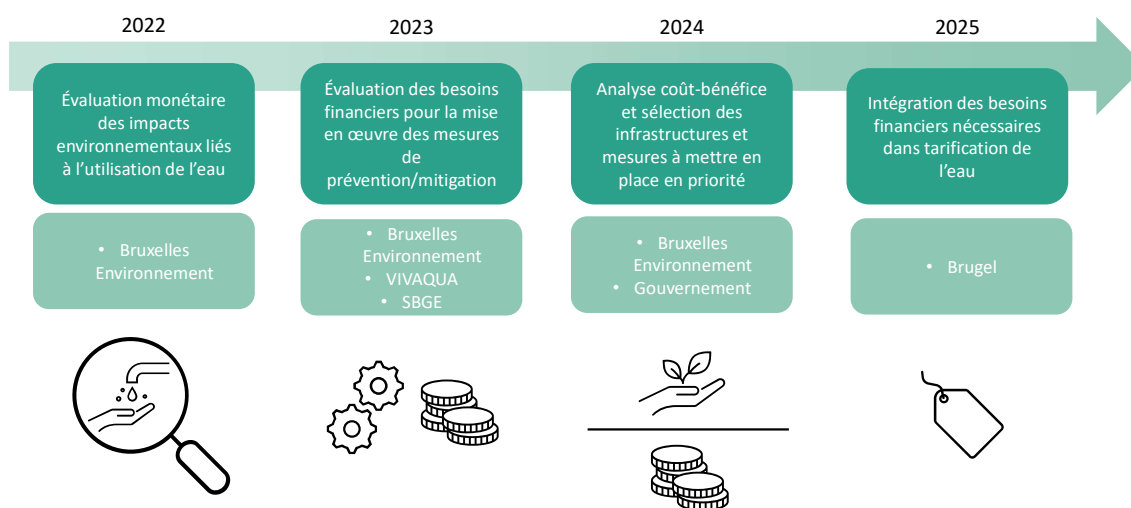 2022
2023
2024
2025
Évaluation monétaire
des impacts
environnementaux liés
à l'utilisation de l'eau
Évaluation des besoins
financiers pour la mise
en œuvre des mesures
de
prévention/mitigation
Analyse coût-bénéfice
et sélection des
infrastructures et
mesures à mettre en
place en priorité
Intégration des besoins
financiers nécessaires
dans tarification de
l'eau
• Bruxelles
Environnement
• Bruxelles
Environnement
• VIVAQUA
• SBGE
• Bruxelles
Environnement
• Gouvernement
• Brugel